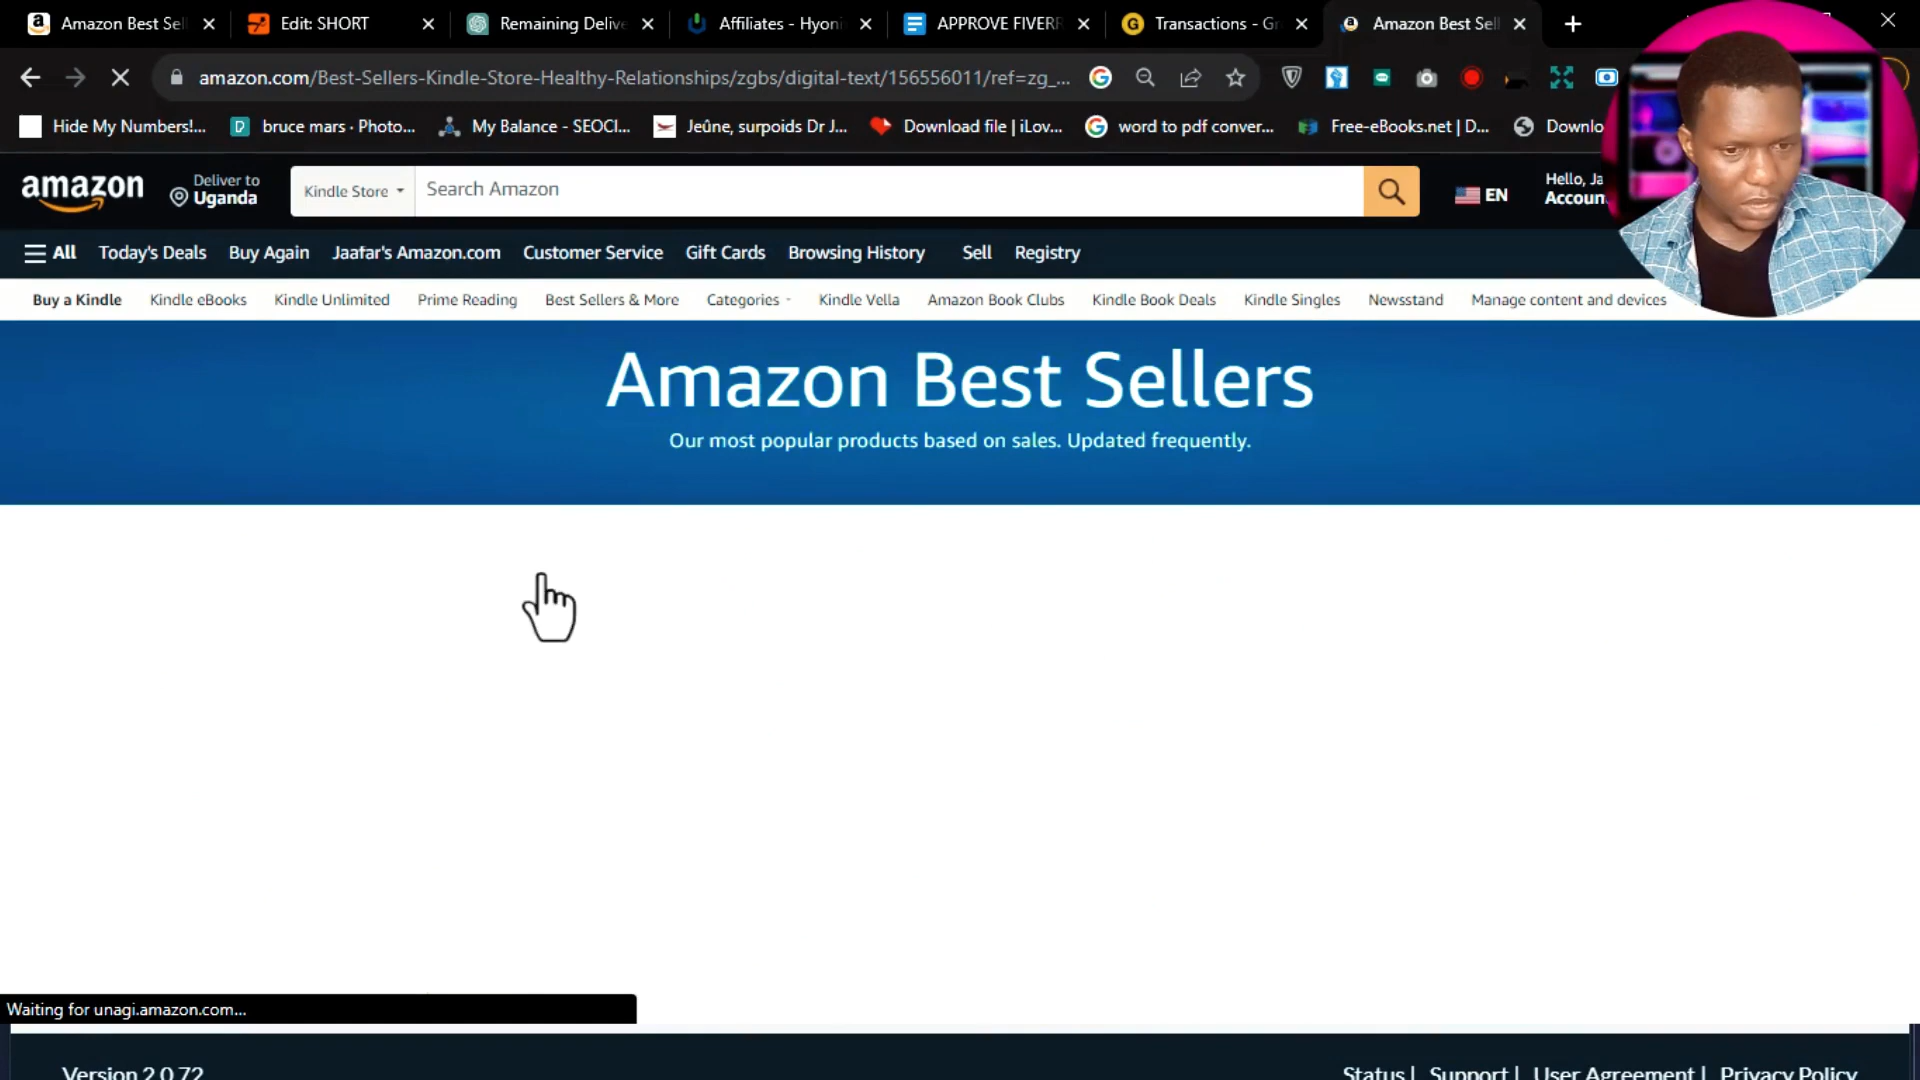 Amazon Best Sell
Edit: SHORT
Remaining Delive
Affiliates - Hyoni
APPROVE FIVERR
Transactions - Gr
Amazon Best Sell
amazon.com/Best-Sellers-Kindle-Store-Healthy-Relationships/zgbs/digital-text/156556011/ref=zg_...
Hide My Numbers!...
bruce mars · Photo...
My Balance - SEOCl...
Jeûne, surpoids Dr J...
Download file | iLov...
word to pdf conver...
Free-eBooks.net | D...
Downlo
amazon
Deliver to
Uganda
Kindle Store
Search Amazon
EN
Hello, Ja
Accoun
All
Today's Deals
Buy Again
Jaafar's Amazon.com
Customer Service
Gift Cards
Browsing History
Sell
Registry
Buy a Kindle
Kindle eBooks
Kindle Unlimited
Prime Reading
Best Sellers & More
Categories
Kindle Vella
Amazon Book Clubs
Kindle Book Deals
Kindle Singles
Newsstand
Manage content and devices
Amazon Best Sellers
Our most popular products based on sales. Updated frequently.
Waiting for unagi.amazon.com...
Version 2.0.72
Status | Support | User Agreement | Privacy Policy